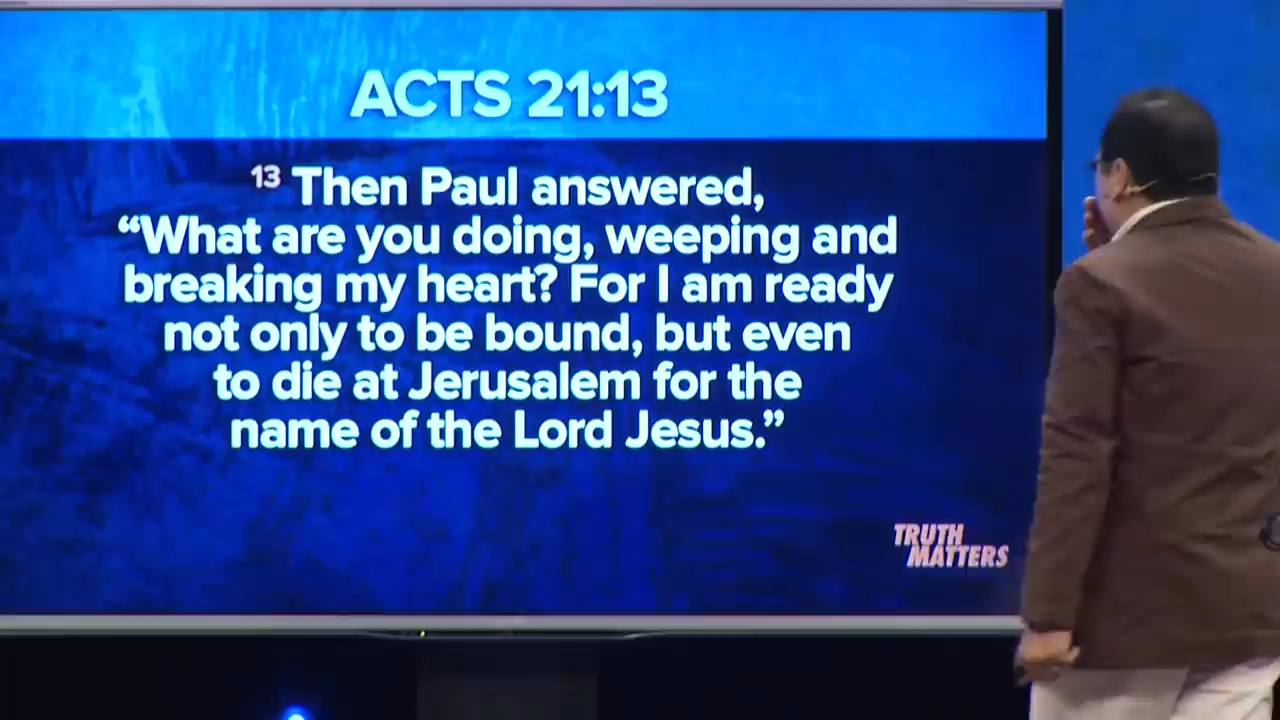 ACTS 21:13
13 Then Paul answered,
“What are you doing, weeping and
breaking my heart? For I am ready
not only to be bound, but even
to die at Jerusalem for the
name of the Lord Jesus.”
TRUTH
MATTERS